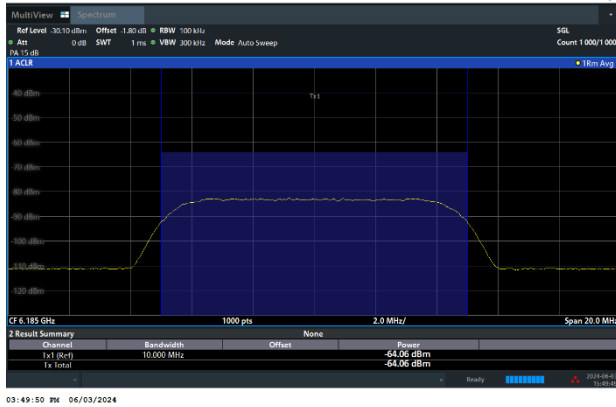 MultiView Spectrum
Ref Level -30.10 dBm Offset -1.80 dB RBW 100 kHz SGL
Att 0 dB SWT 1 ms VBW 300 kHz Mode Auto Sweep Count 1000/1000
PA 15 dB
1 ACLR 1Rm Avg
-40 dBm
Tx1
-50 dBm
-60 dBm
-70 dBm
-80 dBm
-90 dBm
-100 dBm
-110 dBm
-120 dBm
CF 6.185 GHz 1000 pts 2.0 MHz/ Span 20.0 MHz
2 Result Summary None
Channel Bandwidth Offset Power
Tx1 (Ref) 10.000 MHz -64.06 dBm
Tx Total -64.06 dBm
Ready
03:49:50 PM 06/03/2024